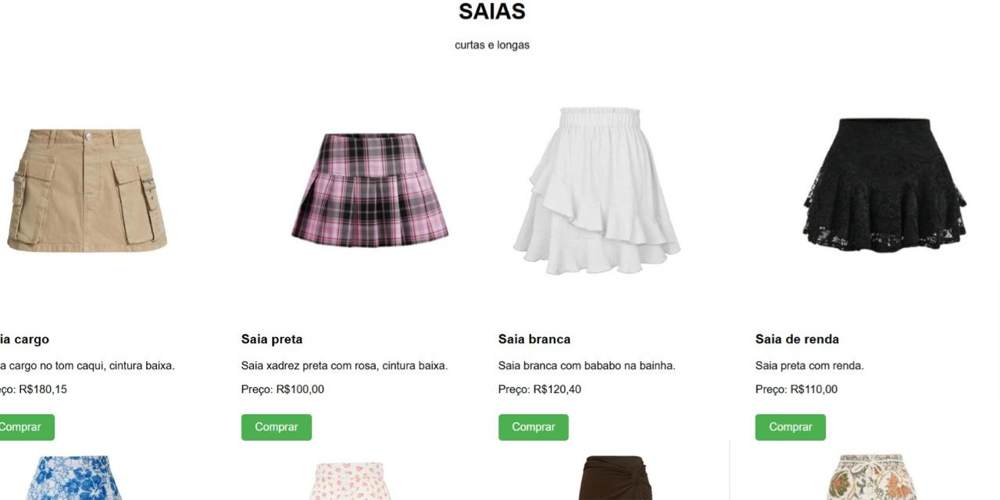 SAIAS
curtas e longas
ia cargo
Saia preta
Saia branca
Saia de renda
a cargo no tom caqui, cintura baixa.
Saia xadrez preta com rosa, cintura baixa.
Saia branca com bababo na bainha.
Saia preta com renda.
eço: R$180,15
Preço: R$100,00
Preço: R$120,40
Preço: R$110,00
Comprar
Comprar
Comprar
Comprar